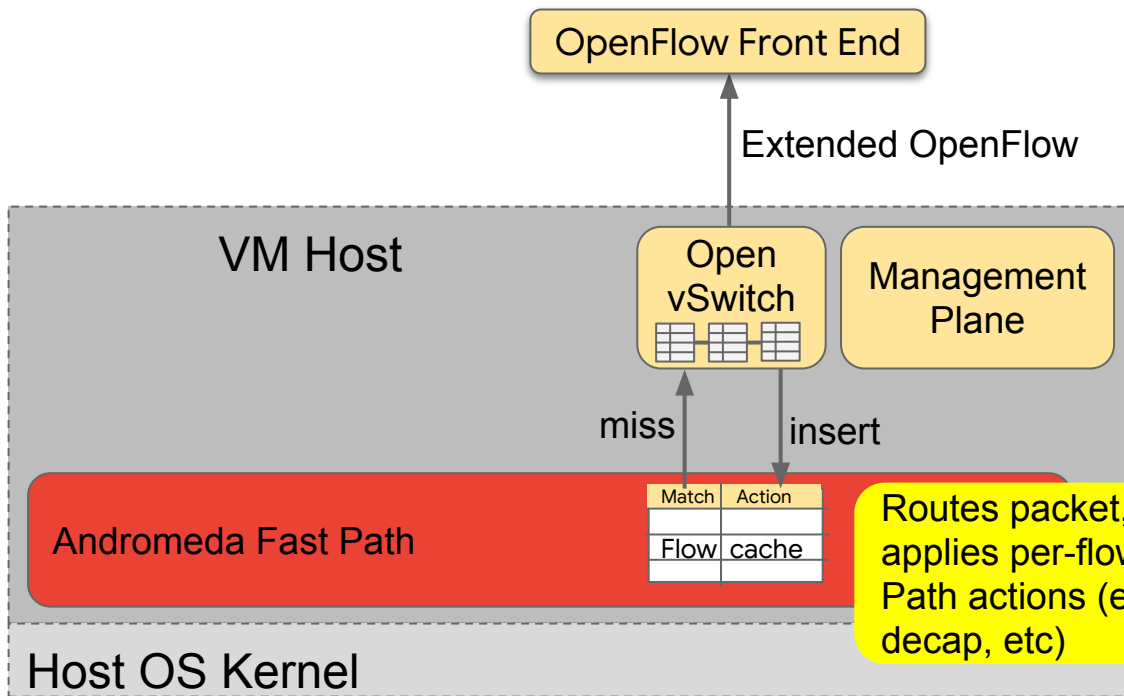 OpenFlow Front End
Extended OpenFlow
VM Host
Open
vSwitch
Management
Plane
miss
insert
Match Action
Flow cache
Andromeda Fast Path
Routes packet,
applies per-flow
Path actions (e
decap, etc)
Host OS Kernel